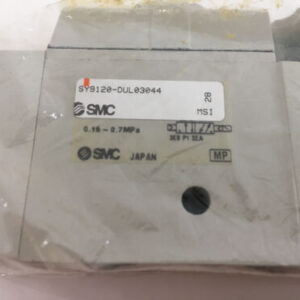 SY9120-DUL03044
SMC
28
MSI
0.15~0.7MPa
SMC JAPAN
MP